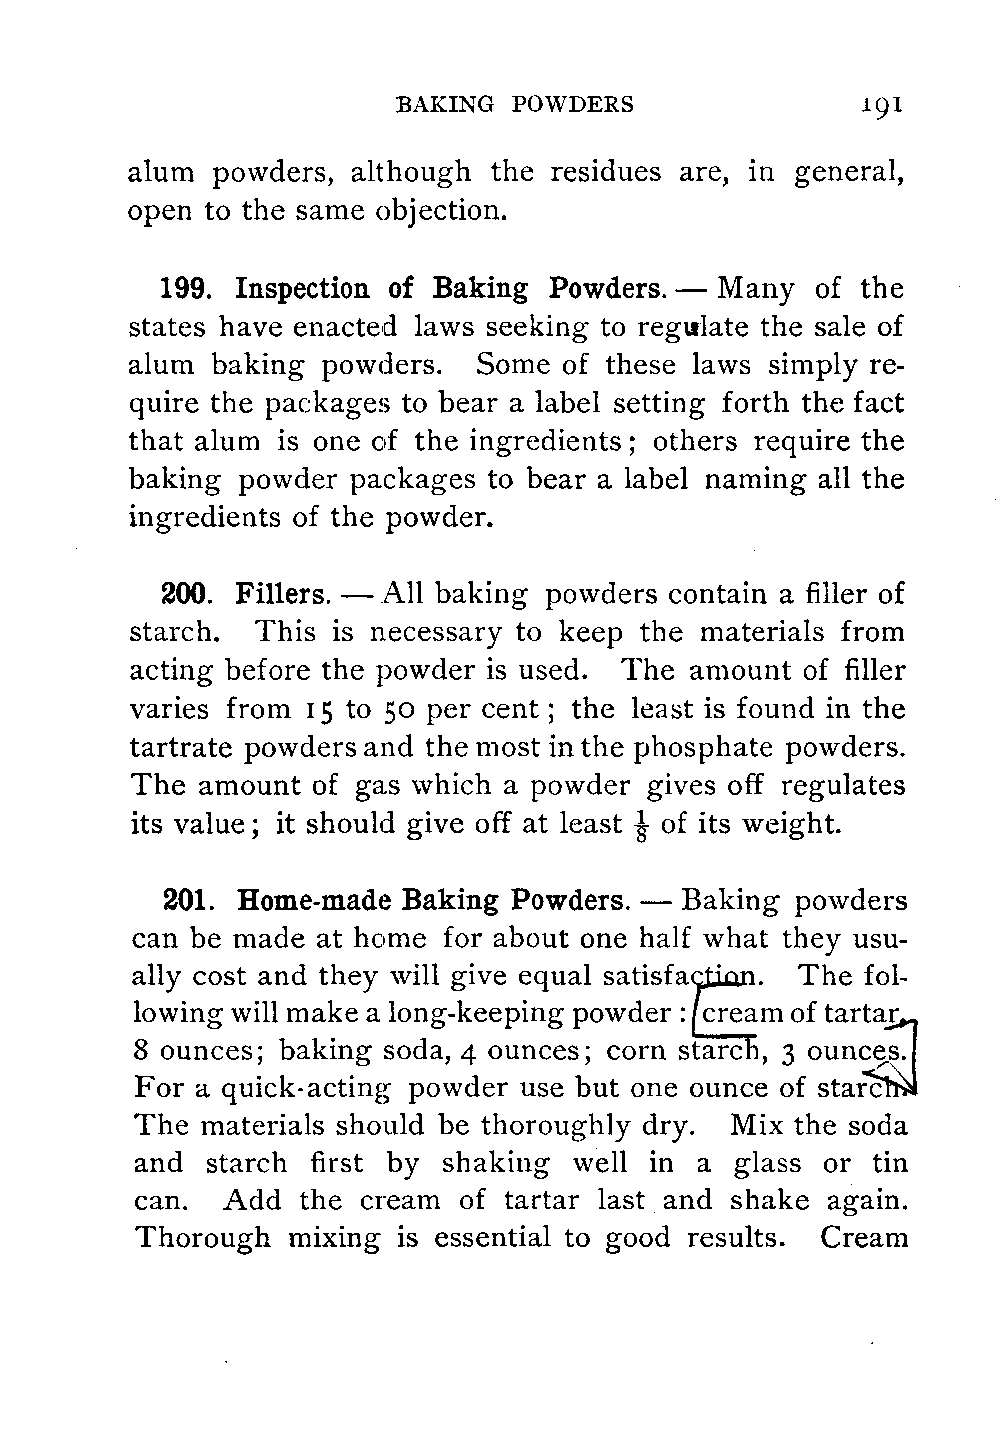 BAKING POWDERS 191
alum powders, although the residues are, in general,
open to the same objection.
199. Inspection of Baking Powders. — Many of the
states have enacted laws seeking to regulate the sale of
alum baking powders. Some of these laws simply re-
quire the packages to bear a label setting forth the fact
that alum is one of the ingredients; others require the
baking powder packages to bear a label naming all the
ingredients of the powder.
200. Fillers. — All baking powders contain a filler of
starch. This is necessary to keep the materials from
acting before the powder is used. The amount of filler
varies from 15 to 50 per cent; the least is found in the
tartrate powders and the most in the phosphate powders.
The amount of gas which a powder gives off regulates
its value; it should give off at least ⅛ of its weight.
201. Home-made Baking Powders. — Baking powders
can be made at home for about one half what they usu-
ally cost and they will give equal satisfaction. The fol-
lowing will make a long-keeping powder: cream of tartar,
8 ounces; baking soda, 4 ounces; corn starch, 3 ounces.
For a quick-acting powder use but one ounce of starch.
The materials should be thoroughly dry. Mix the soda
and starch first by shaking well in a glass or tin
can. Add the cream of tartar last and shake again.
Thorough mixing is essential to good results. Cream